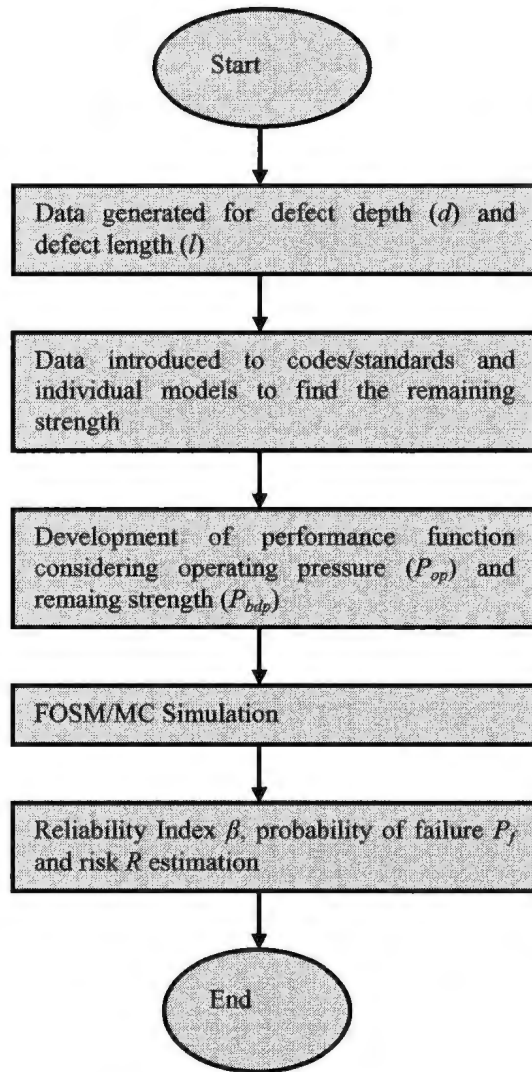 Start
Data generated for defect depth (d) and
defect length (l)
Data introduced to codes/standards and
individual models to find the remaining
strength
Development of performance function
considering operating pressure (Pop) and
remaing strength (Pbdp)
FOSM/MC Simulation
Reliability Index β, probability of failure Pf
and risk R estimation
End